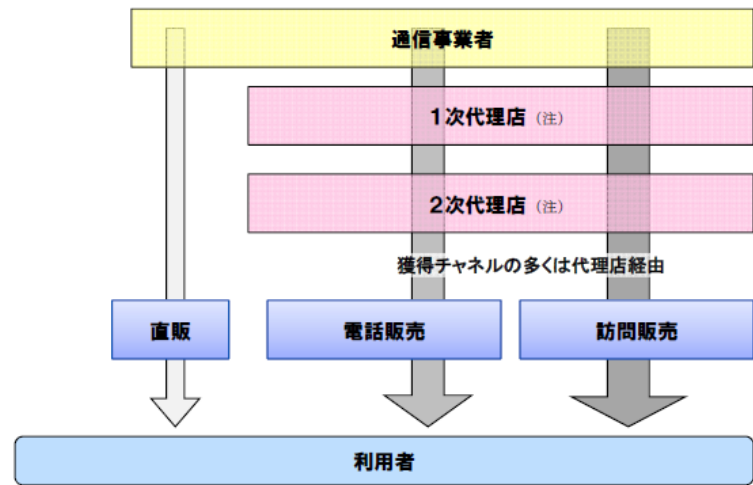 通信事業者
1次代理店（注）
2次代理店（注）
獲得チャネルの多くは代理店経由
直販
電話販売
訪問販売
利用者